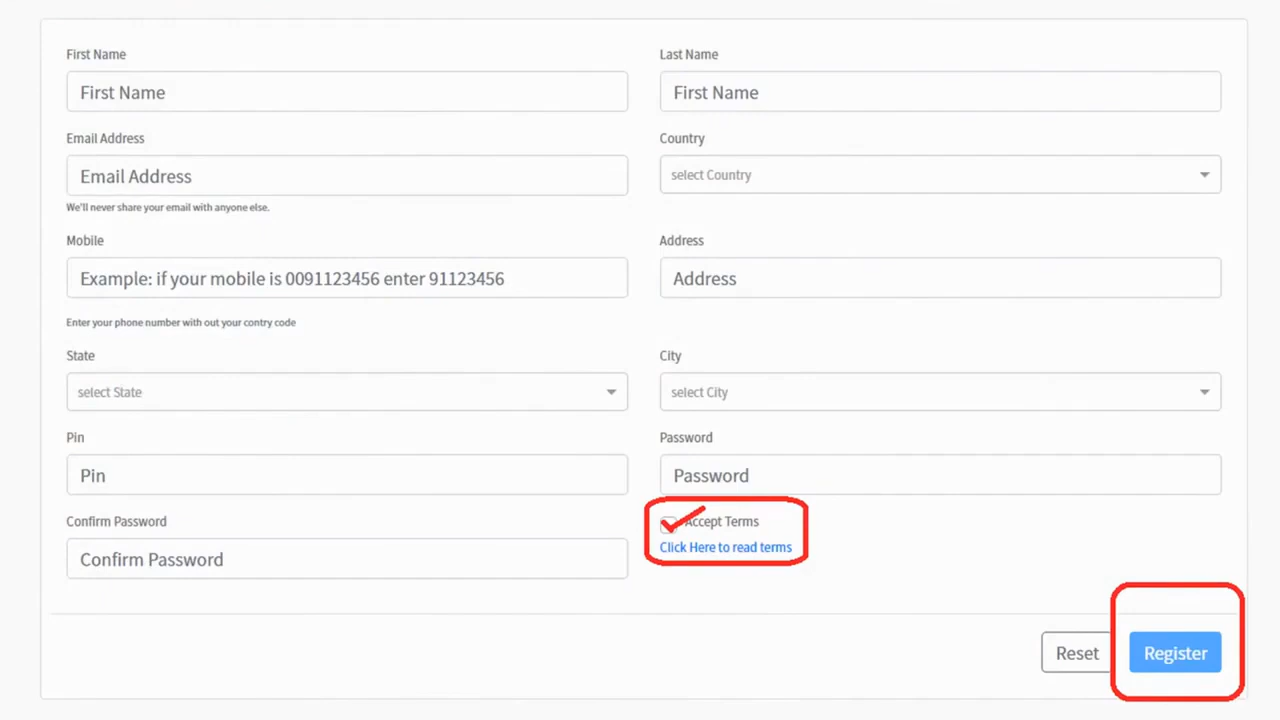 First Name
Last Name
First Name
First Name
Email Address
Country
Email Address
select Country
We'll never share your email with anyone else.
Mobile
Address
Example: if your mobile is 0091123456 enter 91123456
Address
Enter your phone number with out your contry code
State
City
select State
select City
Pin
Password
Pin
Password
Confirm Password
Accept Terms
Click Here to read terms
Confirm Password
Reset
Register